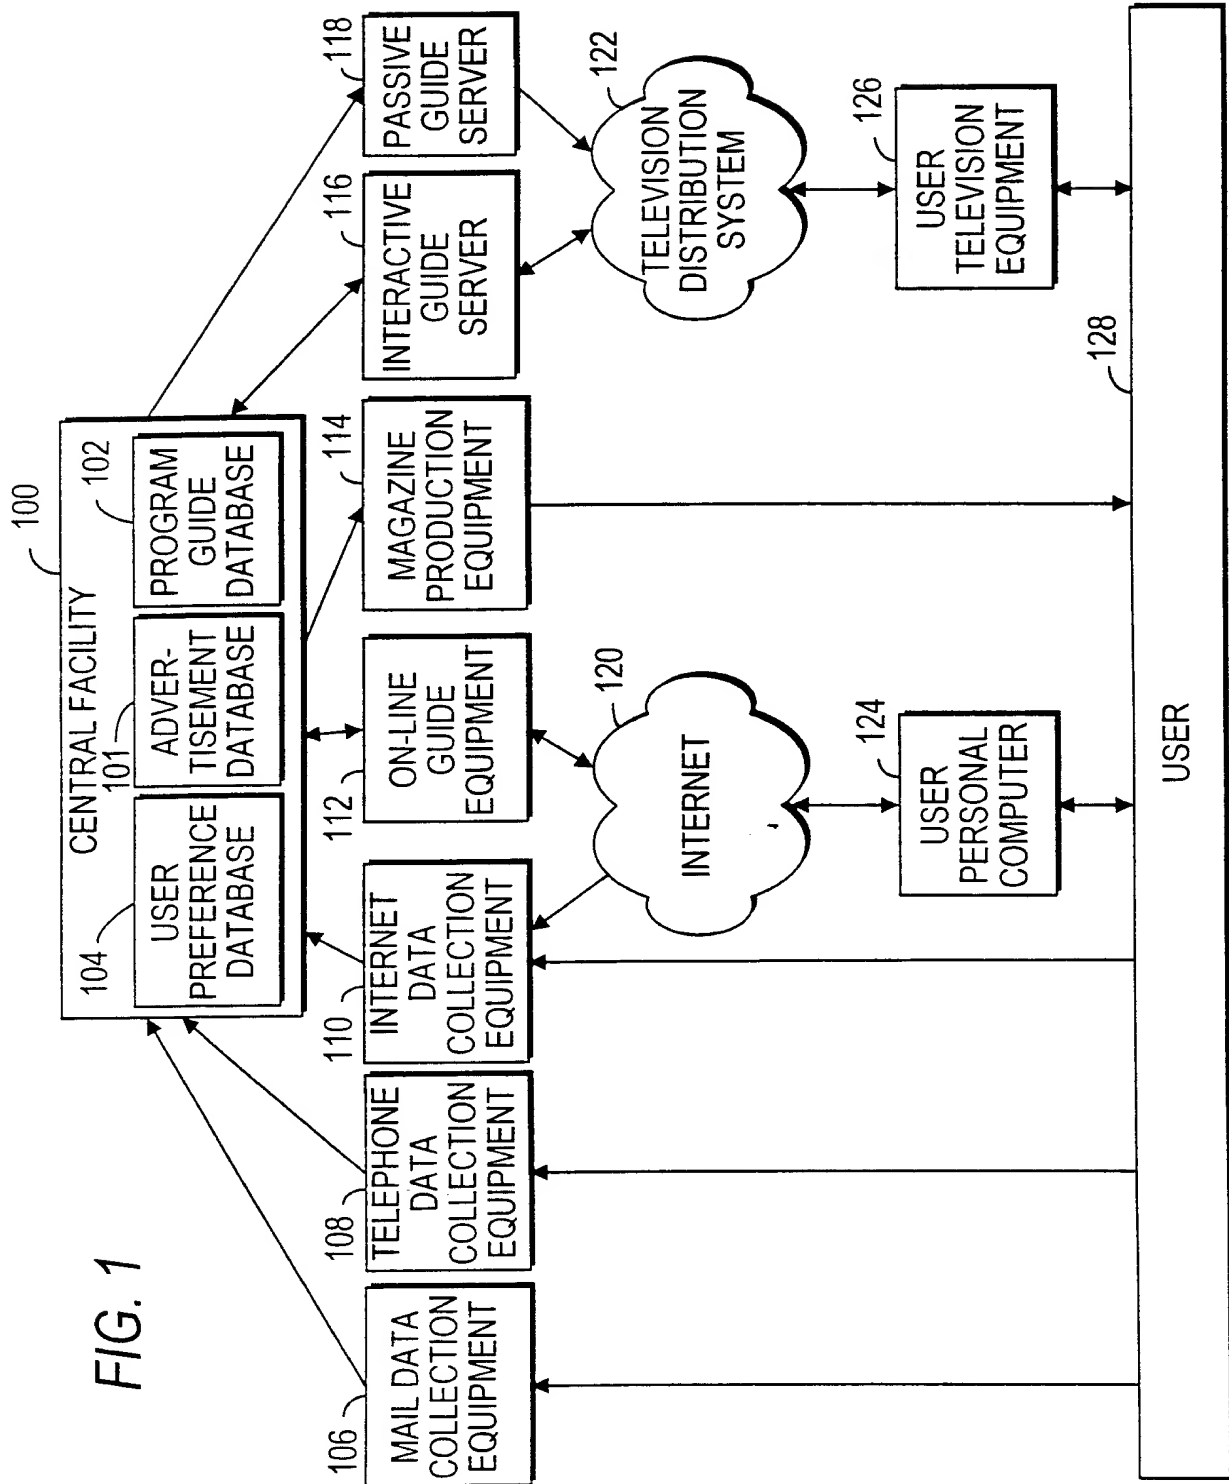 FIG. 1
100
CENTRAL FACILITY
104
USER
PREFERENCE
DATABASE
101
ADVER-
TISEMENT
DATABASE
102
PROGRAM
GUIDE
DATABASE
106
MAIL DATA
COLLECTION
EQUIPMENT
108
TELEPHONE
DATA
COLLECTION
EQUIPMENT
110
INTERNET
DATA
COLLECTION
EQUIPMENT
112
ON-LINE
GUIDE
EQUIPMENT
114
MAGAZINE
PRODUCTION
EQUIPMENT
116
INTERACTIVE
GUIDE
SERVER
118
PASSIVE
GUIDE
SERVER
120
INTERNET
122
TELEVISION
DISTRIBUTION
SYSTEM
124
USER
PERSONAL
COMPUTER
126
USER
TELEVISION
EQUIPMENT
128
USER